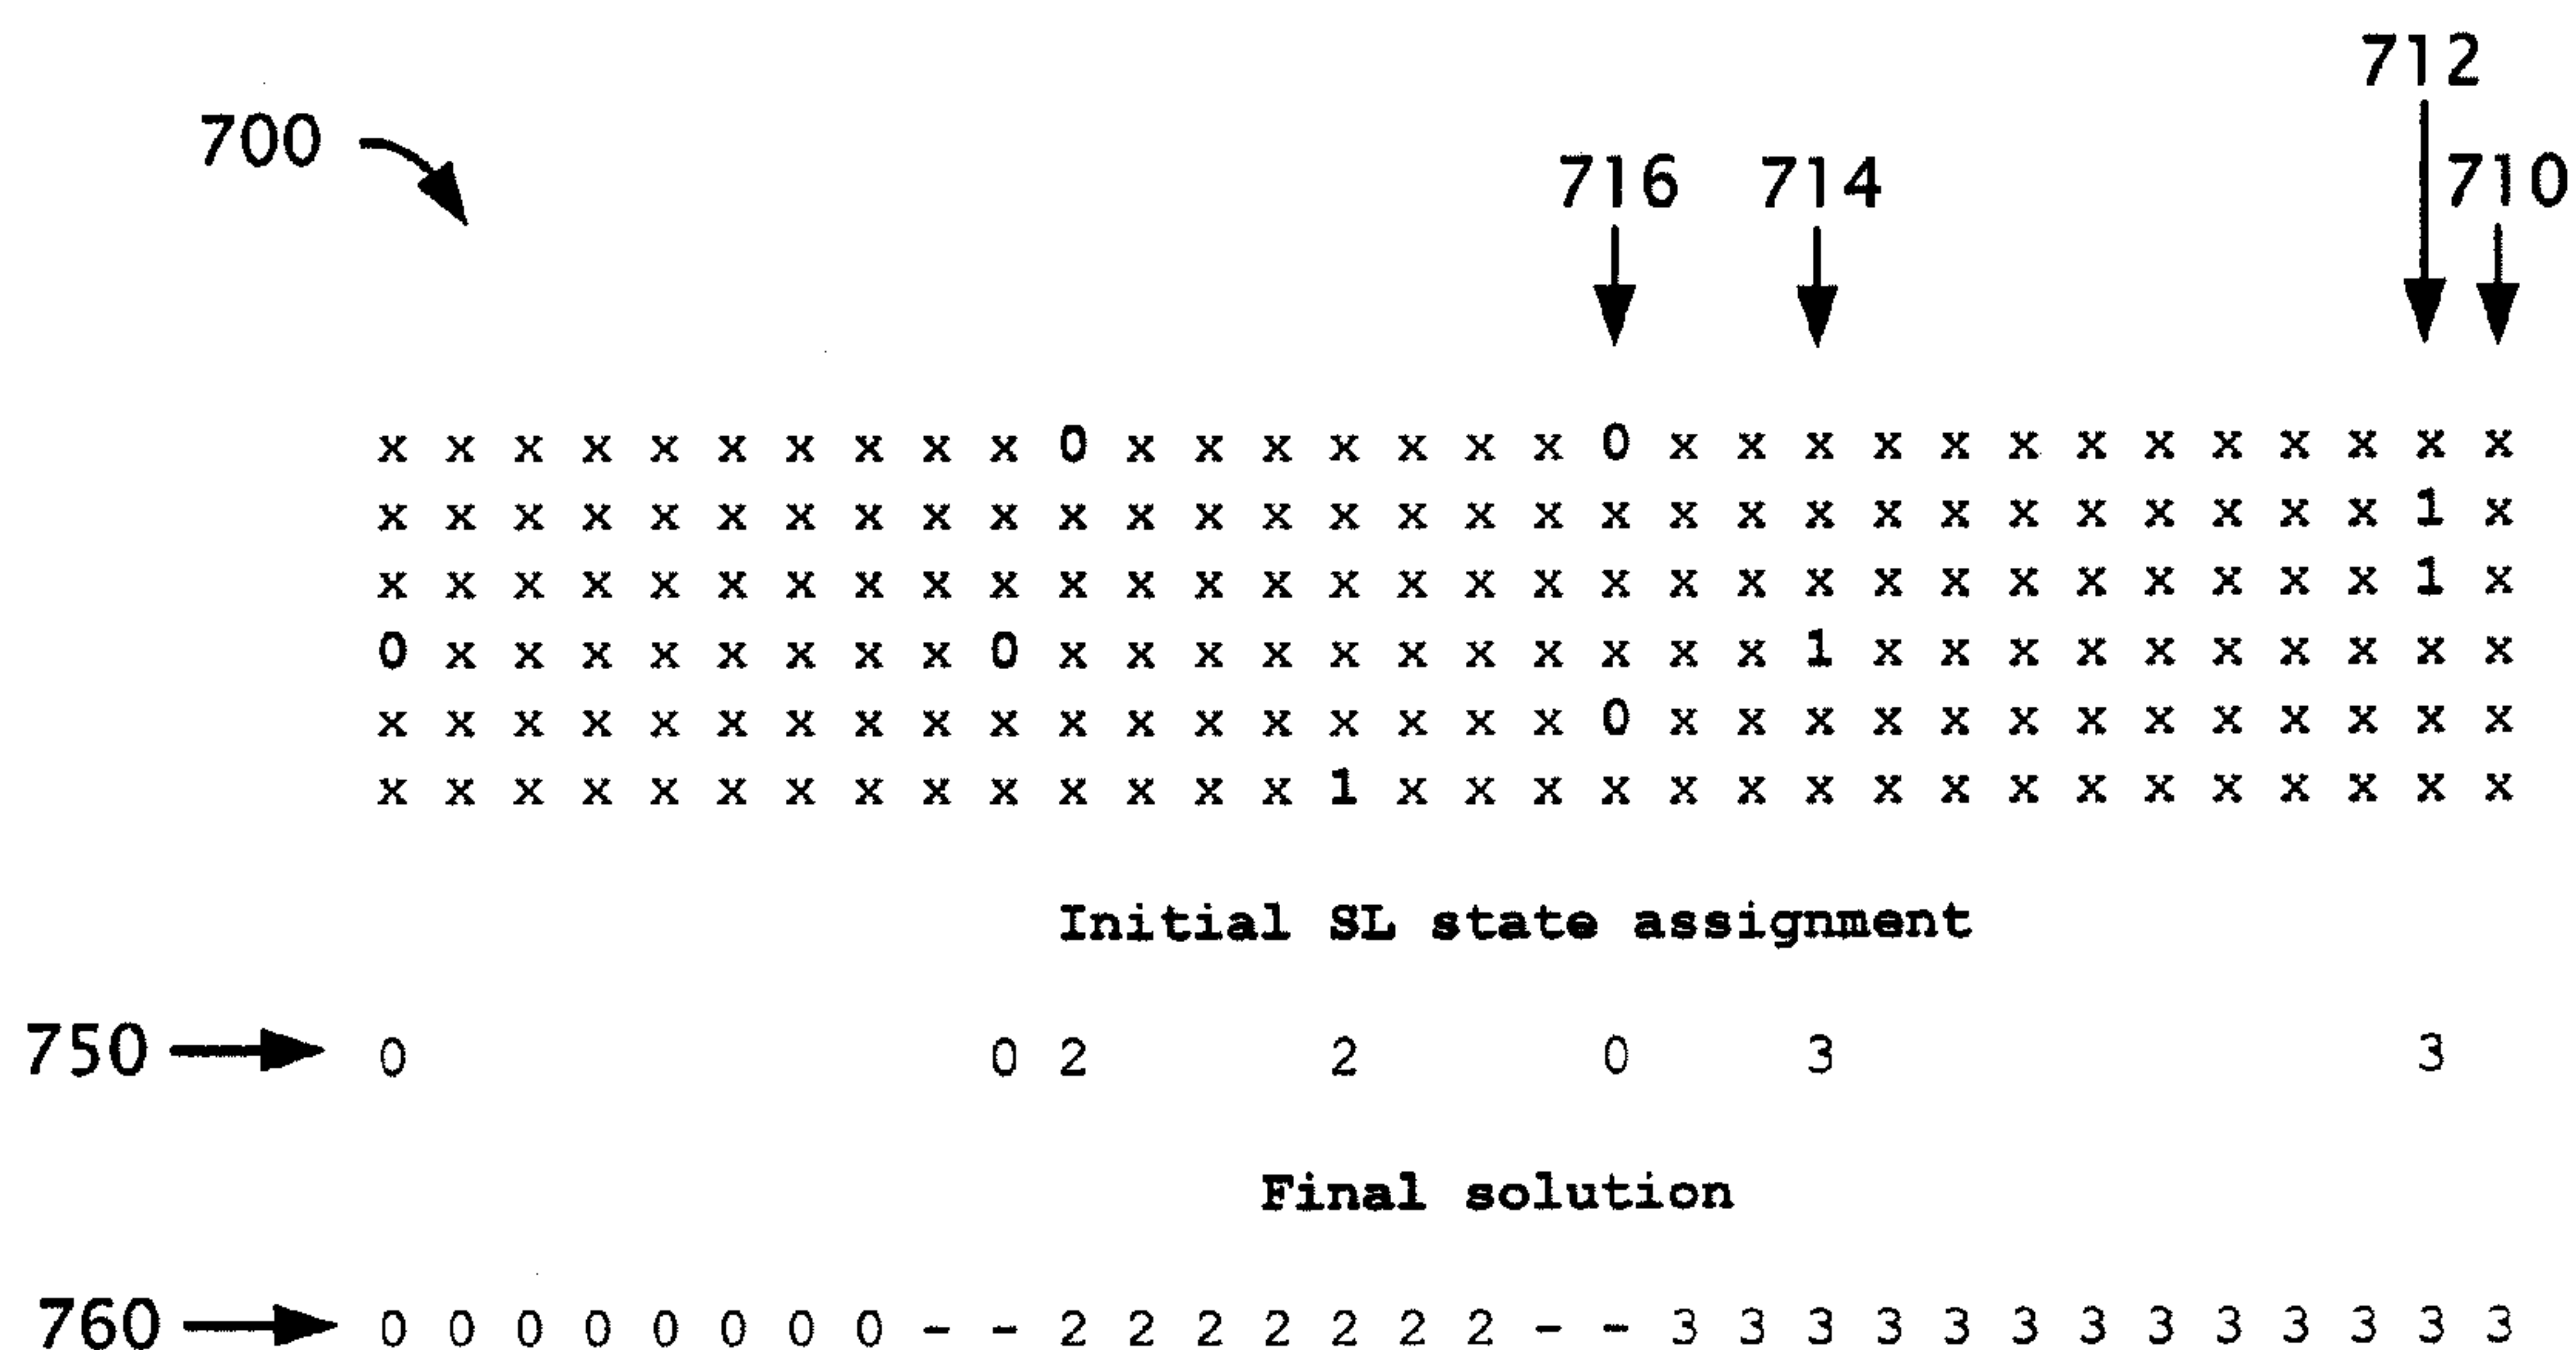 712
700
716 714 710
x x x x x x x x x x 0 x x x x x x x 0 x x x x x x x x x x x x x
x x x x x x x x x x x x x x x x x x x x x x x x x x x x x x 1 x
x x x x x x x x x x x x x x x x x x x x x x x x x x x x x x 1 x
0 x x x x x x x x 0 x x x x x x x x x x x 1 x x x x x x x x x x
x x x x x x x x x x x x x x x x x x 0 x x x x x x x x x x x x x
x x x x x x x x x x x x x x 1 x x x x x x x x x x x x x x x x x
Initial SL state assignment
750 0 0 2 2 0 3 3
Final solution
760 0 0 0 0 0 0 0 0 - - 2 2 2 2 2 2 2 - - 3 3 3 3 3 3 3 3 3 3 3 3 3